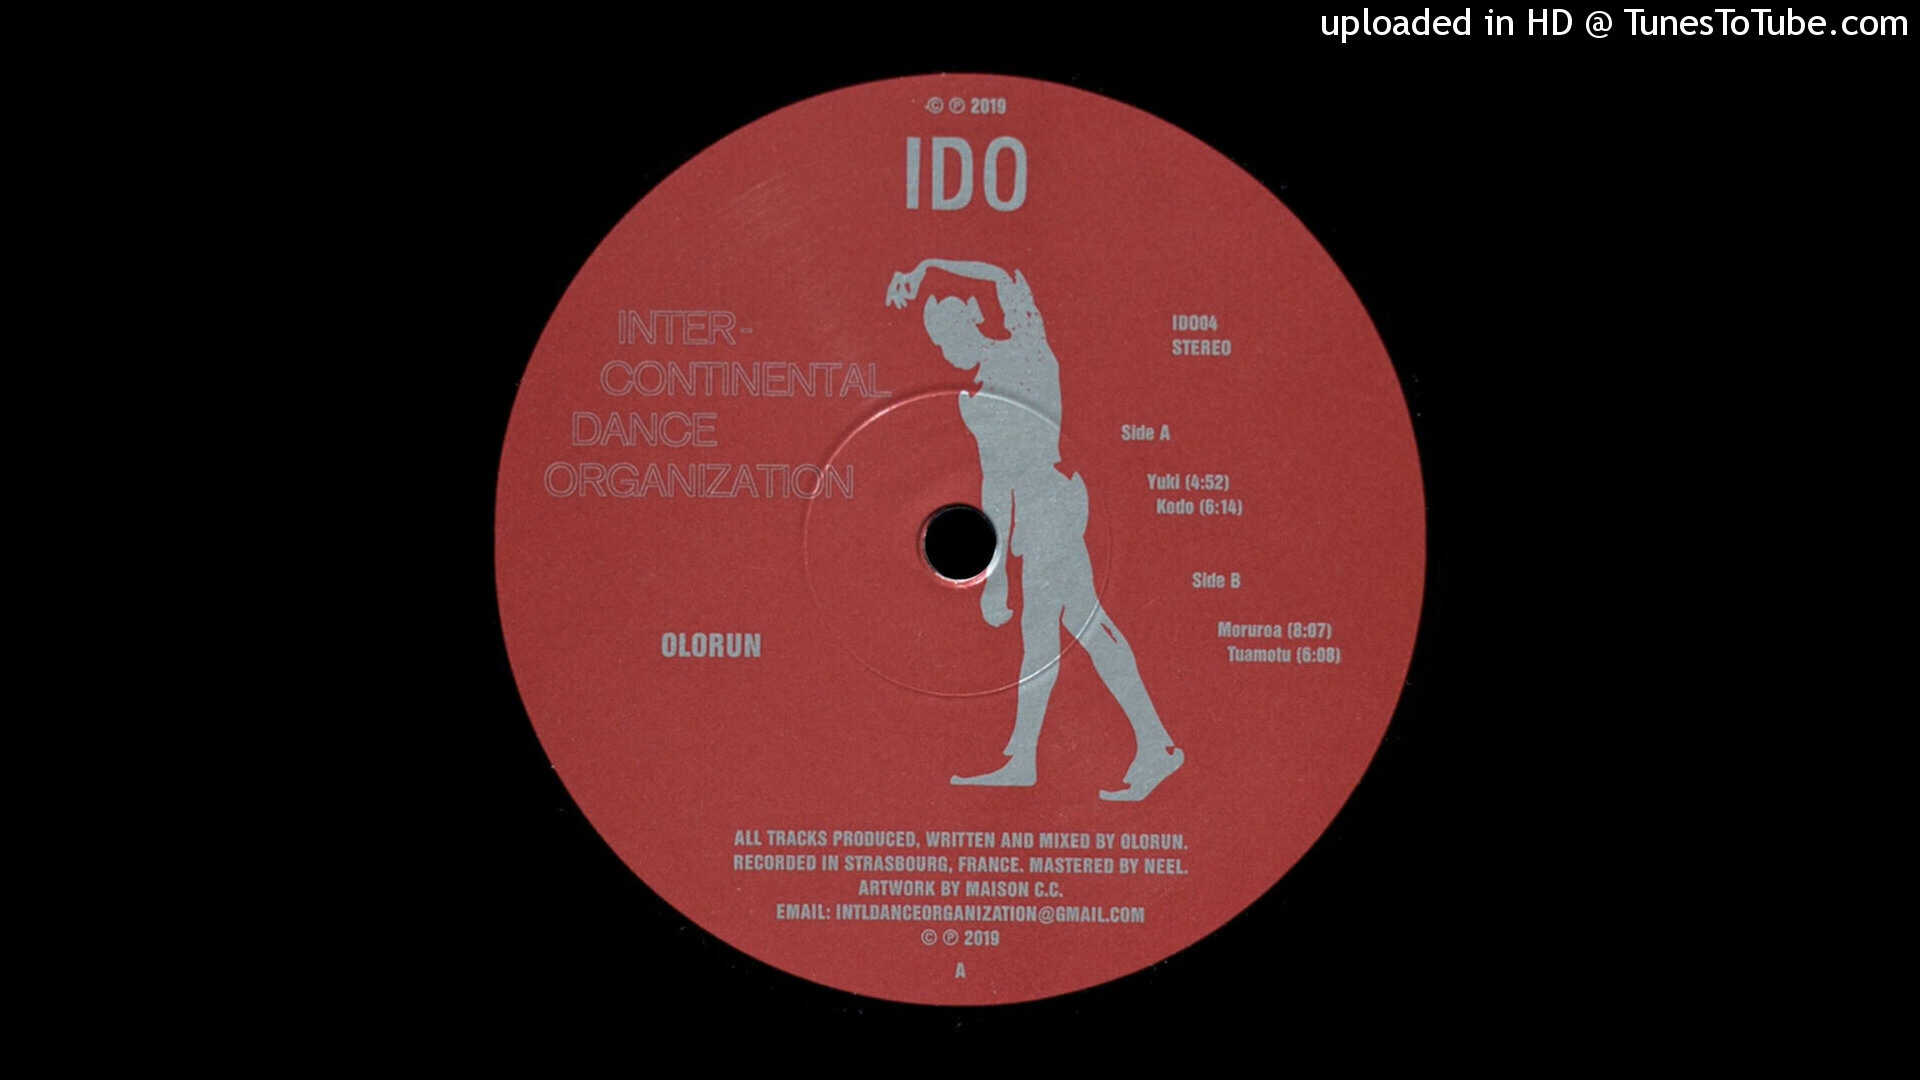 uploaded in HD @ TunesToTube.com
© ℗ 2019
IDO
INTER-
CONTINENTAL
DANCE
ORGANIZATION
IDO04
STEREO
Side A
Yuki (4:52)
Kodo (6:14)
Side B
Moruroa (8:07)
Tuamotu (6:08)
OLORUN
ALL TRACKS PRODUCED, WRITTEN AND MIXED BY OLORUN.
RECORDED IN STRASBOURG, FRANCE. MASTERED BY NEEL.
ARTWORK BY MAISON C.C.
EMAIL: INTLDANCEORGANIZATION@GMAIL.COM
© ℗ 2019
A